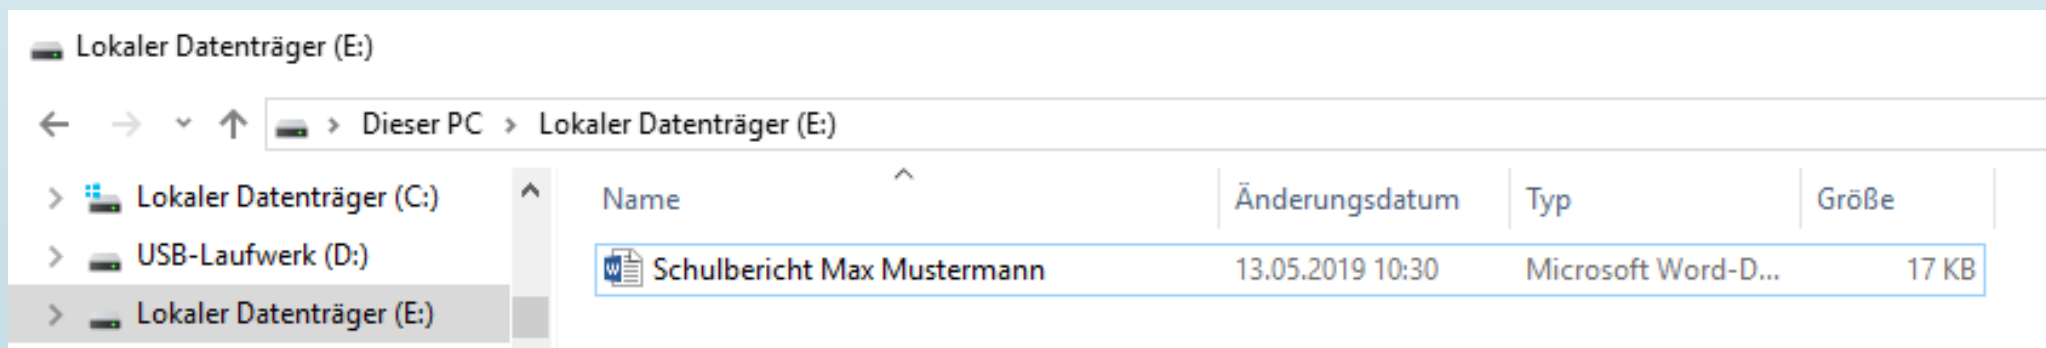 Lokaler Datenträger (E:)
Dieser PC > Lokaler Datenträger (E:)
Lokaler Datenträger (C:)
USB-Laufwerk (D:)
Lokaler Datenträger (E:)
Name Änderungsdatum Typ Größe
Schulbericht Max Mustermann 13.05.2019 10:30 Microsoft Word-D... 17 KB